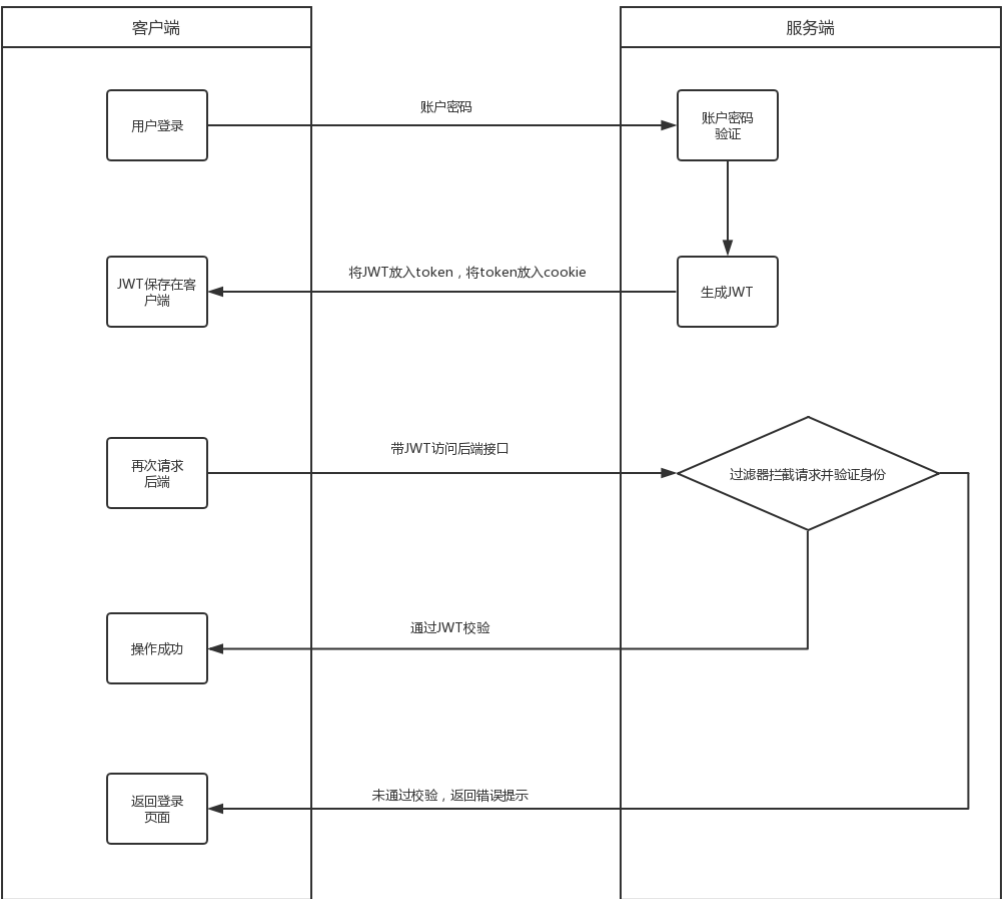 客户端
服务端
用户登录
账户密码
账户密码
验证
JWT保存在客
户端
将JWT放入token，将token放入cookie
生成JWT
再次请求
后端
带JWT访问后端接口
过滤器拦截请求并验证身份
操作成功
通过JWT校验
返回登录
页面
未通过校验，返回错误提示